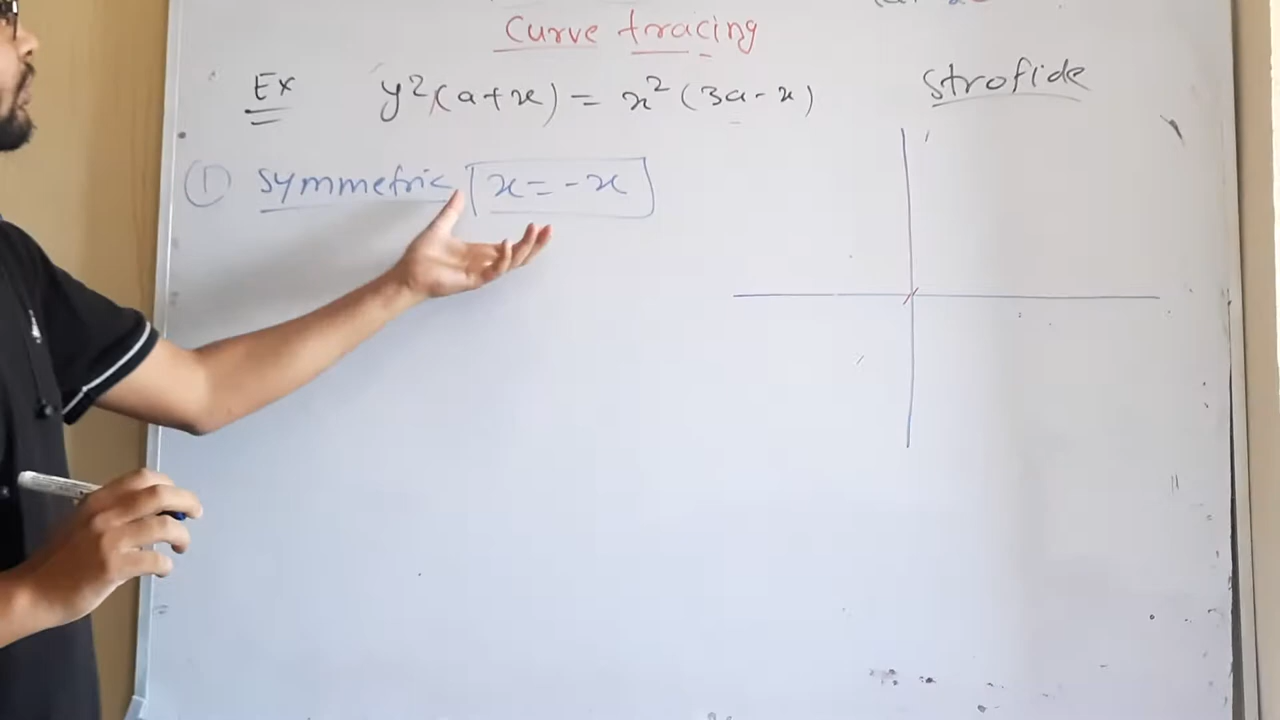 Curve tracing
Ex y²(a+x) = x²(3a-x)
Strofide
① Symmetric x = -x